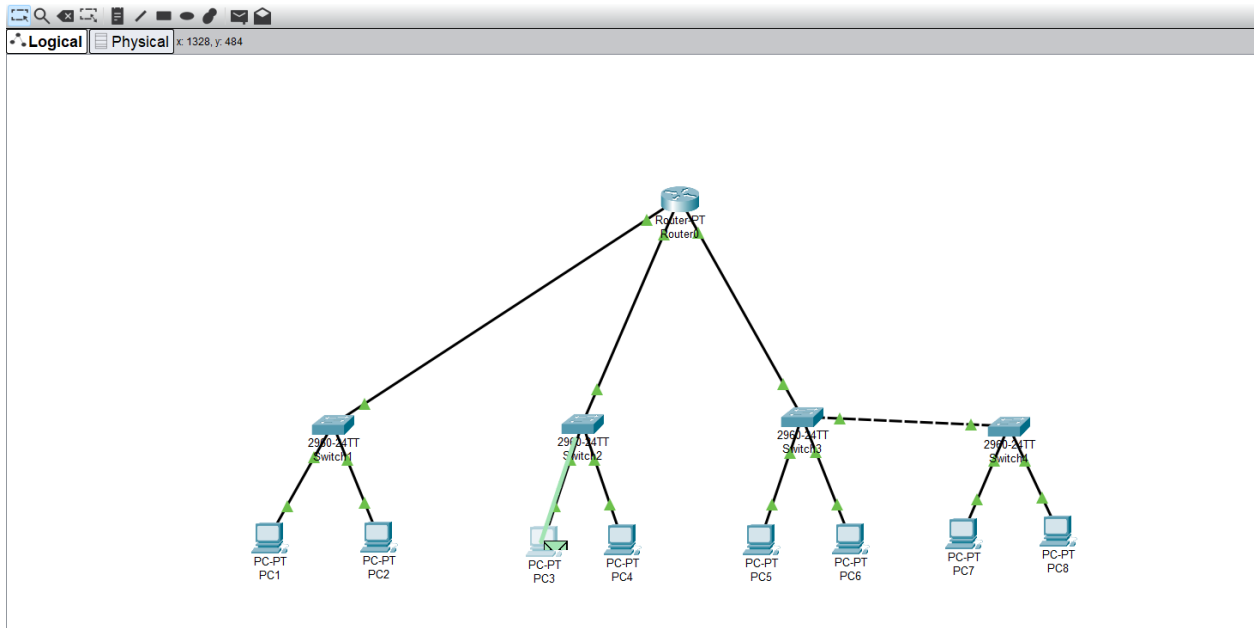 Logical Physical x: 1328, y: 484
Router-PT
Router0
2960-24TT
Switch1
2960-24TT
Switch2
2960-24TT
Switch3
2960-24TT
Switch4
PC-PT
PC1
PC-PT
PC2
PC-PT
PC3
PC-PT
PC4
PC-PT
PC5
PC-PT
PC6
PC-PT
PC7
PC-PT
PC8